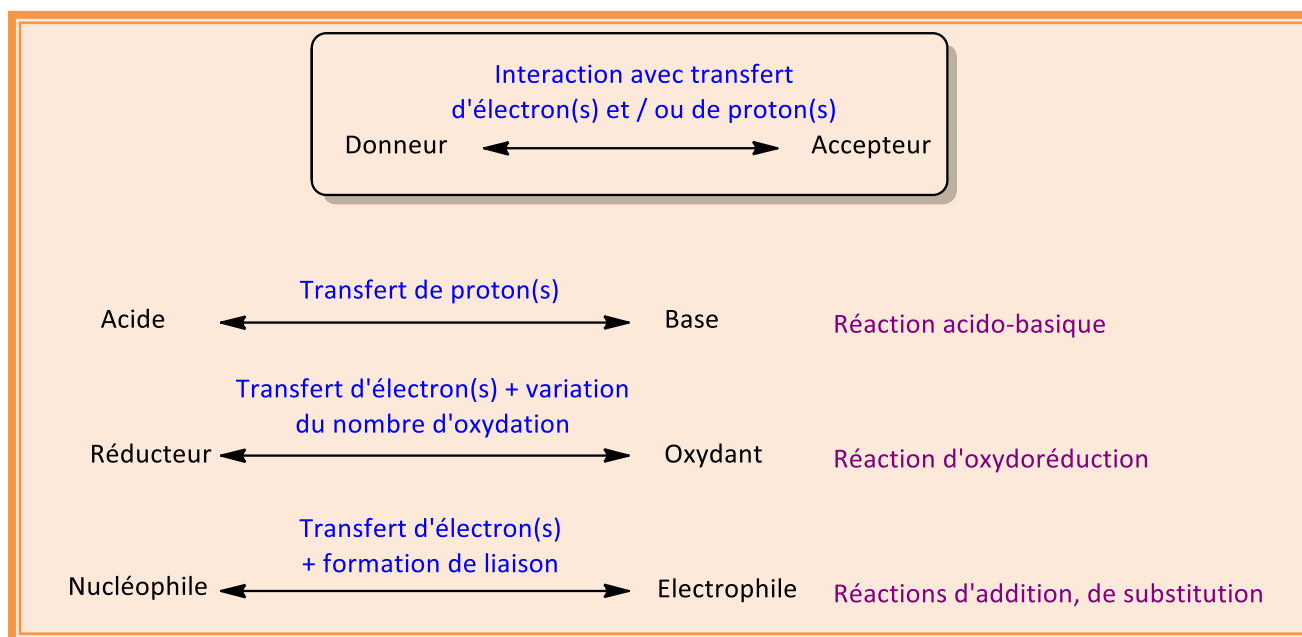 Interaction avec transfert
d'électron(s) et / ou de proton(s)
Donneur Accepteur
Transfert de proton(s)
Acide Base Réaction acido-basique
Transfert d'électron(s) + variation
du nombre d'oxydation
Réducteur Oxydant Réaction d'oxydoréduction
Transfert d'électron(s)
+ formation de liaison
Nucléophile Electrophile Réactions d'addition, de substitution